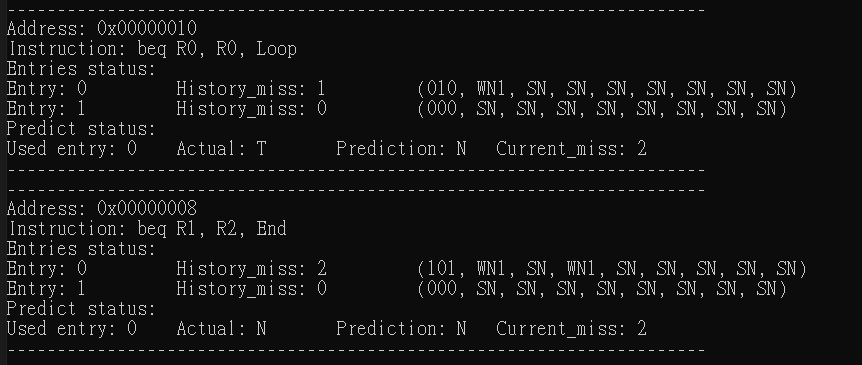 ----------------------------------------------------------------------
Address: 0x00000010
Instruction: beq R0, R0, Loop
Entries status:
Entry: 0 History_miss: 1 (010, WN1, SN, SN, SN, SN, SN, SN, SN)
Entry: 1 History_miss: 0 (000, SN, SN, SN, SN, SN, SN, SN, SN)
Predict status:
Used entry: 0 Actual: T Prediction: N Current_miss: 2
----------------------------------------------------------------------
----------------------------------------------------------------------
Address: 0x00000008
Instruction: beq R1, R2, End
Entries status:
Entry: 0 History_miss: 2 (101, WN1, SN, WN1, SN, SN, SN, SN, SN)
Entry: 1 History_miss: 0 (000, SN, SN, SN, SN, SN, SN, SN, SN)
Predict status:
Used entry: 0 Actual: N Prediction: N Current_miss: 2
----------------------------------------------------------------------